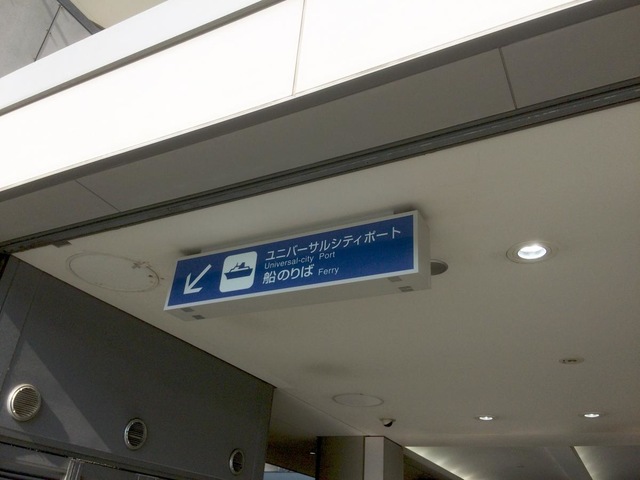 ユニバーサルシティポート
Universal-city Port
船のりば Ferry